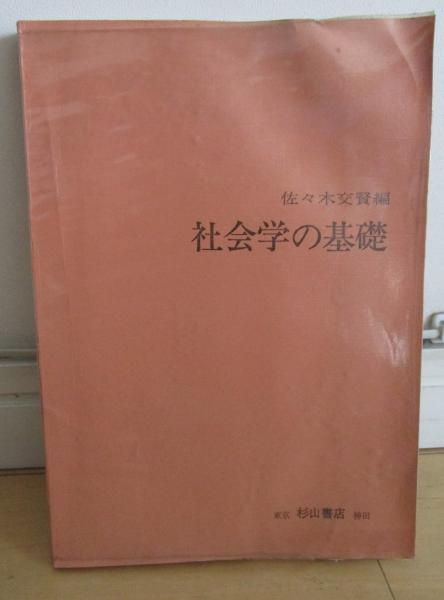 佐々木交賢編
社会学の基礎
東京 杉山書店 神田